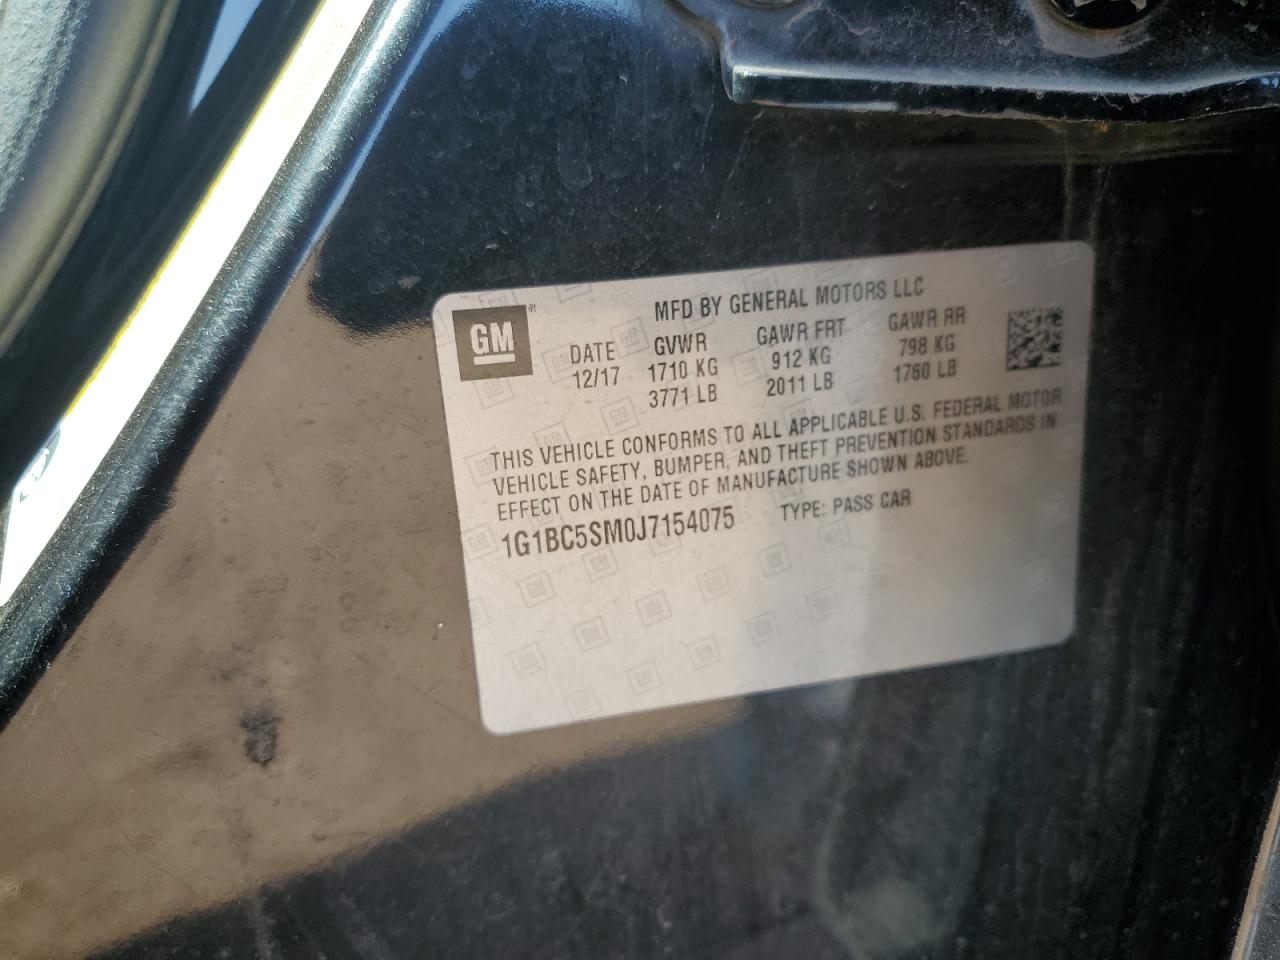 GM
MFD BY GENERAL MOTORS LLC
DATE GVWR GAWR FRT GAWR RR
12/17 1710 KG 912 KG 798 KG
3771 LB 2011 LB 1760 LB
THIS VEHICLE CONFORMS TO ALL APPLICABLE U.S. FEDERAL MOTOR
VEHICLE SAFETY, BUMPER, AND THEFT PREVENTION STANDARDS IN
EFFECT ON THE DATE OF MANUFACTURE SHOWN ABOVE.
1G1BC5SM0J7154075 TYPE: PASS CAR